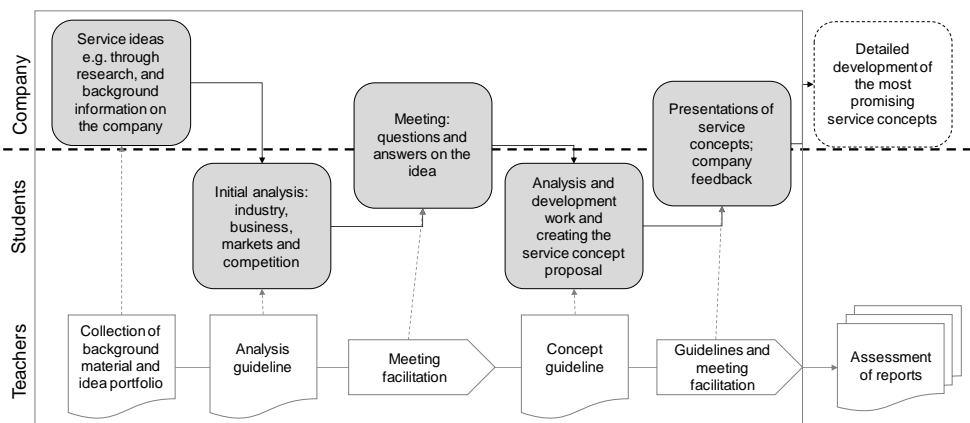 Company
Service ideas
e.g. through
research, and
background
information on
the company
Meeting:
questions and
answers on the
idea
Presentations of
service
concepts;
company
feedback
Detailed
development of
the most
promising
service concepts
Students
Initial analysis:
industry,
business,
markets and
competition
Analysis and
development
work and
creating the
service concept
proposal
Teachers
Collection of
background
material and
idea portfolio
Analysis
guideline
Meeting
facilitation
Concept
guideline
Guidelines and
meeting
facilitation
Assessment
of reports